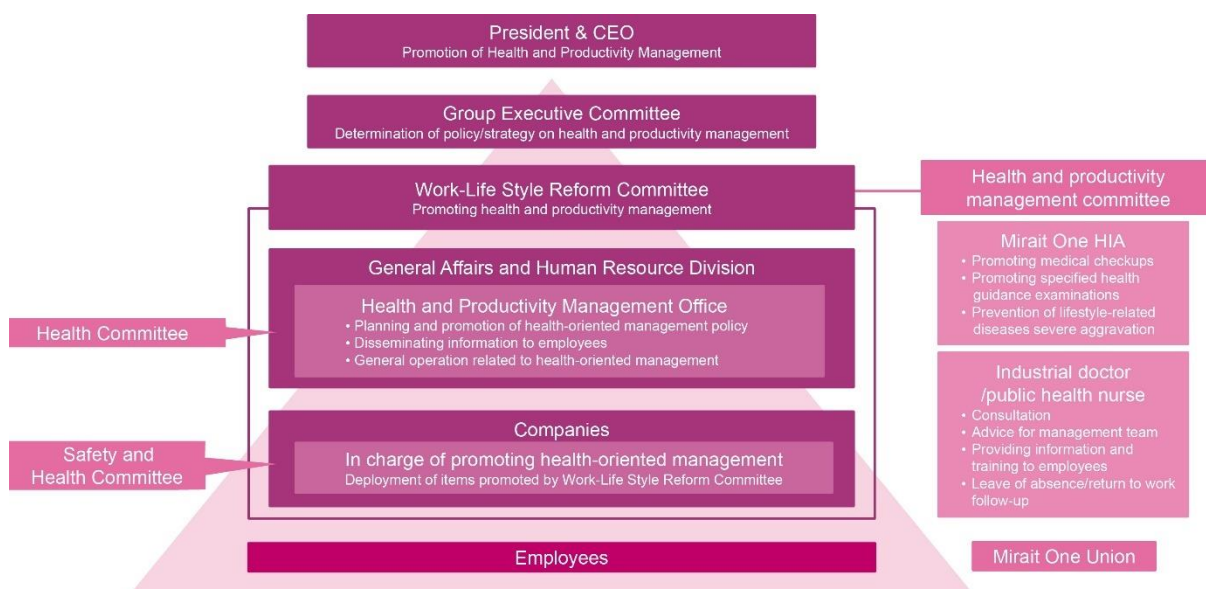 President & CEO
Promotion of Health and Productivity Management
Group Executive Committee
Determination of policy/strategy on health and productivity management
Work-Life Style Reform Committee
Promoting health and productivity management
General Affairs and Human Resource Division
Health and Productivity Management Office
• Planning and promotion of health-oriented management policy
• Disseminating information to employees
• General operation related to health-oriented management
Companies
In charge of promoting health-oriented management
Deployment of items promoted by Work-Life Style Reform Committee
Employees
Health Committee
Safety and
Health Committee
Health and productivity
management committee
Mirait One HIA
• Promoting medical checkups
• Promoting specified health
guidance examinations
• Prevention of lifestyle-related
diseases severe aggravation
Industrial doctor
/public health nurse
• Consultation
• Advice for management team
• Providing information and
training to employees
• Leave of absence/return to work
follow-up
Mirait One Union